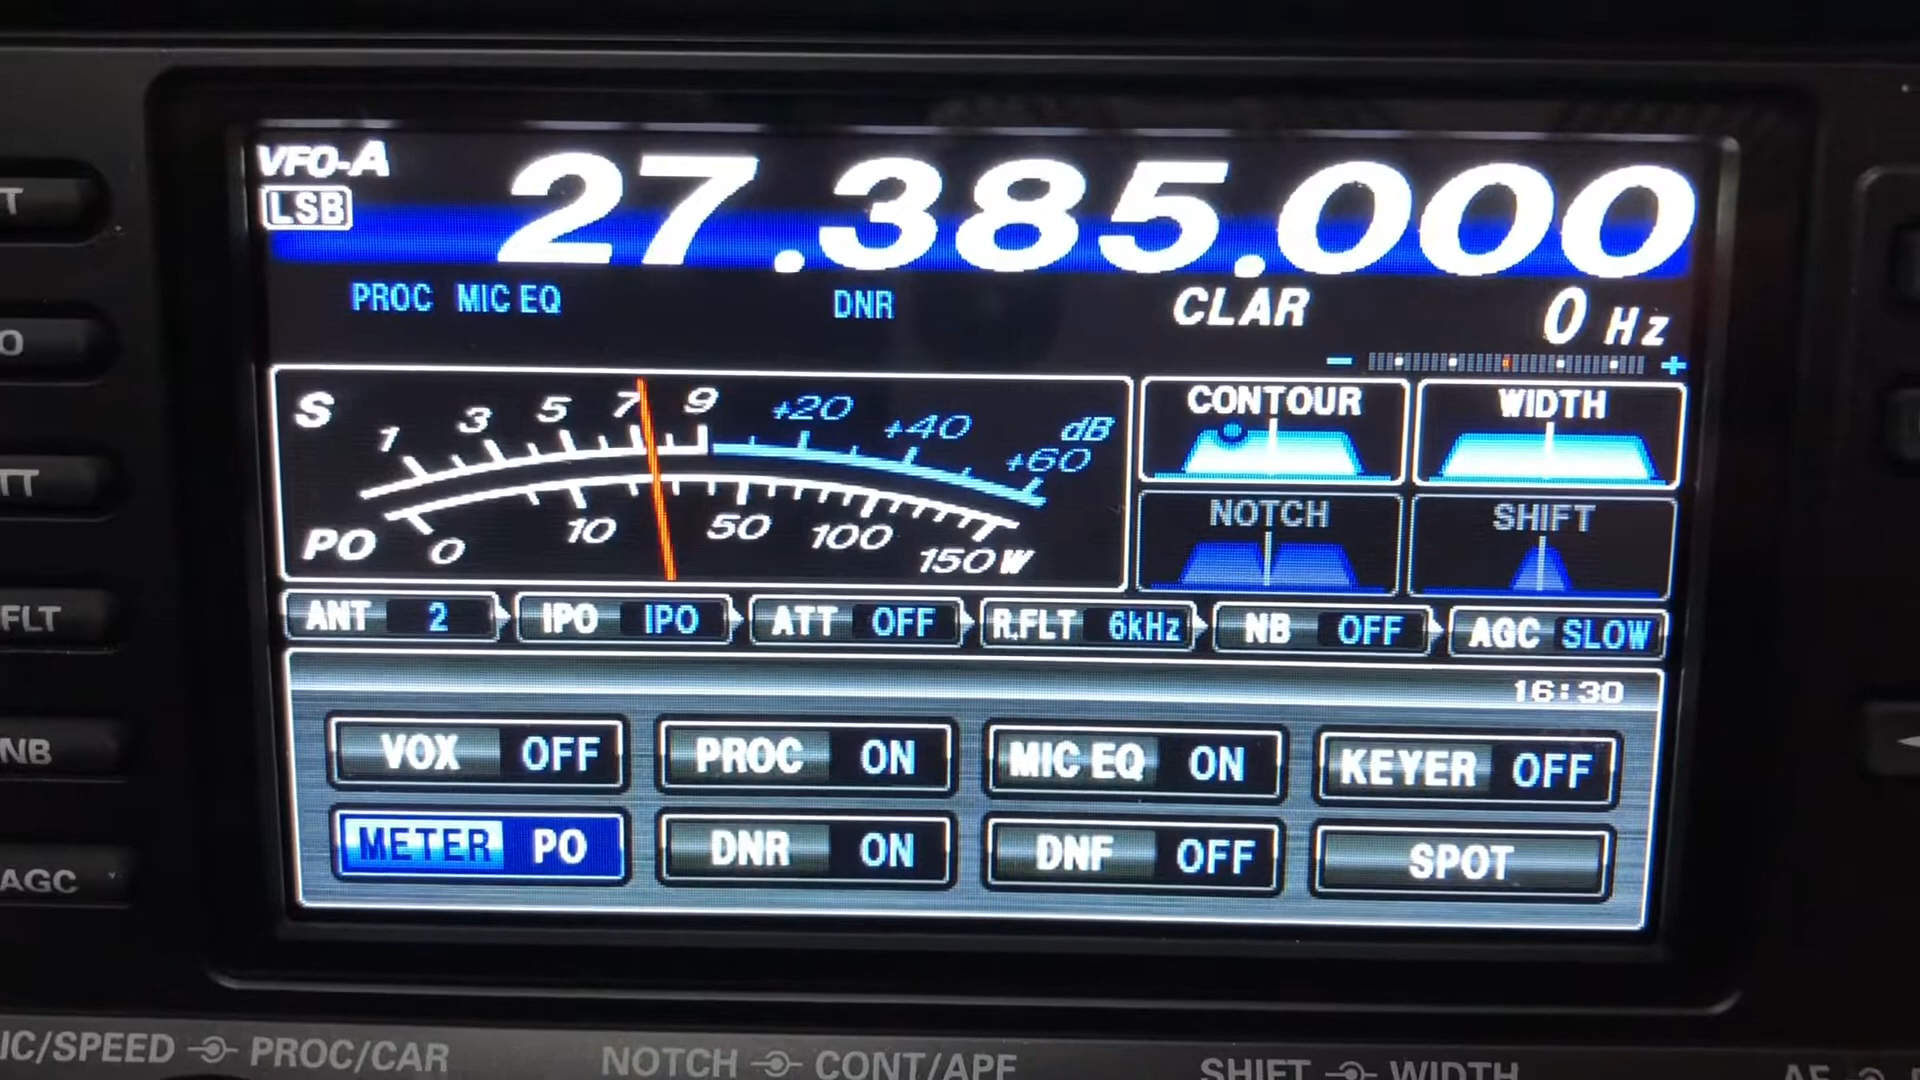 VFO-A
LSB
27.385.000
PROC MIC EQ DNR CLAR 0 Hz
- +
S 1 3 5 7 9 +20 +40 +60 dB
PO 0 10 50 100 150 W
CONTOUR WIDTH
NOTCH SHIFT
ANT 2 IPO IPO ATT OFF R.FLT 6kHz NB OFF AGC SLOW
16:30
VOX OFF PROC ON MIC EQ ON KEYER OFF
METER PO DNR ON DNF OFF SPOT
T
O
TT
FLT
NB
AGC
IC/SPEED PROC/CAR NOTCH CONT/APF SHIFT WIDTH AF